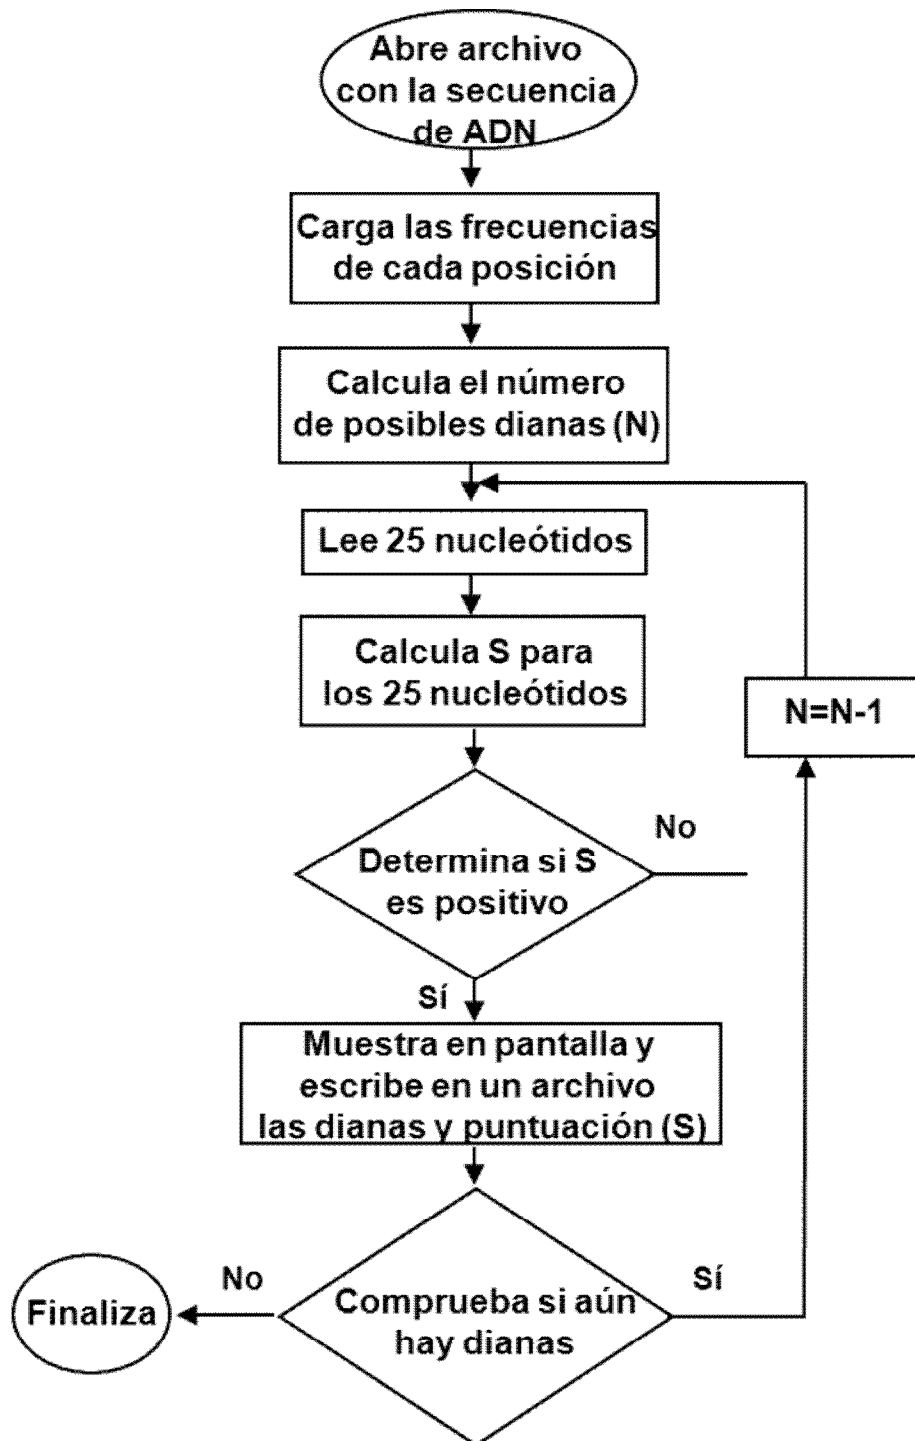 Abre archivo
con la secuencia
de ADN
Carga las frecuencias
de cada posición
Calcula el número
de posibles dianas (N)
Lee 25 nucleótidos
Calcula S para
los 25 nucleótidos
N=N-1
No
Determina si S
es positivo
Sí
Muestra en pantalla y
escribe en un archivo
las dianas y puntuación (S)
No
Sí
Finaliza
Comprueba si aún
hay dianas